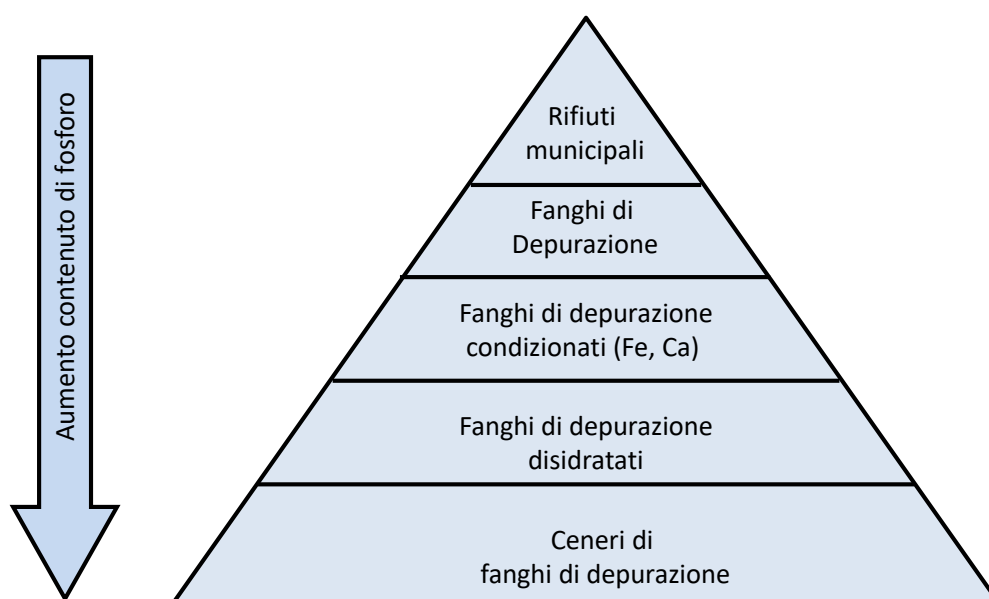 Aumento contenuto di fosforo
Rifiuti
municipali
Fanghi di
Depurazione
Fanghi di depurazione
condizionati (Fe, Ca)
Fanghi di depurazione
disidratati
Ceneri di
fanghi di depurazione